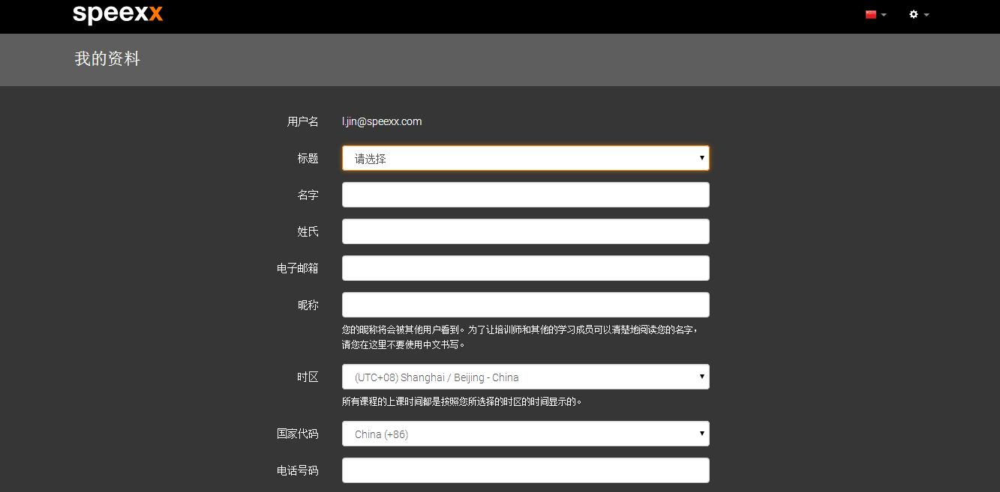 speexx
我的资料
用户名 l.jin@speexx.com
标题 请选择
名字
姓氏
电子邮箱
昵称
您的昵称将会被其他用户看到。为了让培训师和其他的学习成员可以清楚地阅读您的名字，
请您在这里不要使用中文书写。
时区 (UTC+08) Shanghai / Beijing - China
所有课程的上课时间都是按照您所选择的时区的时间显示的。
国家代码 China (+86)
电话号码